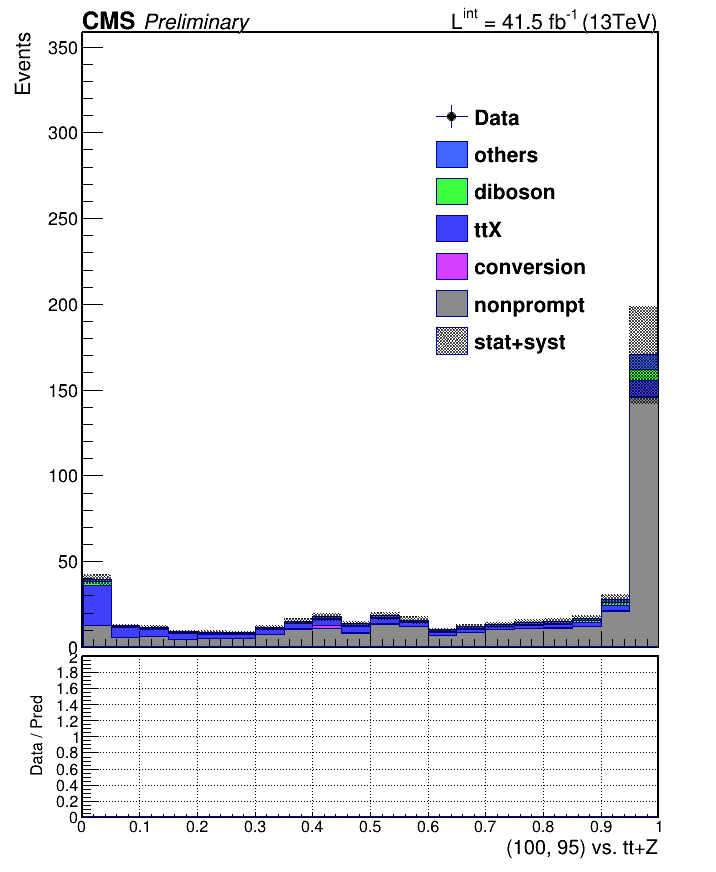 CMS Preliminary L^int = 41.5 fb^-1 (13TeV)
Events
350
300
250
200
150
100
50
0
Data
others
diboson
ttX
conversion
nonprompt
stat+syst
Data / Pred
2
1.8
1.6
1.4
1.2
1
0.8
0.6
0.4
0.2
0
0 0.1 0.2 0.3 0.4 0.5 0.6 0.7 0.8 0.9 1
(100, 95) vs. tt+Z